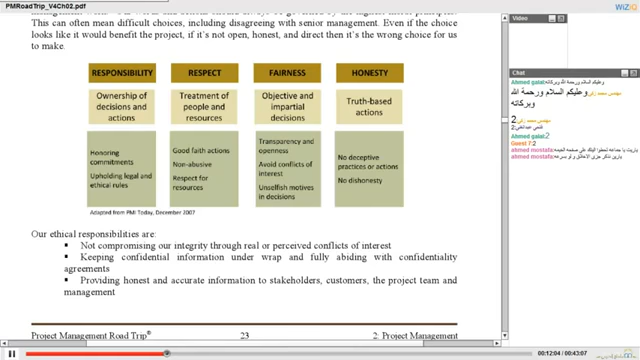 PMRoadTrip_V4Ch02.pdf
WiZiQ
This can often mean difficult choices, including disagreeing with senior management. Even if the choice
looks like it would benefit the project, if it's not open, honest, and direct then it's the wrong choice for us
to make.
RESPONSIBILITY
RESPECT
FAIRNESS
HONESTY
Ownership of
decisions and
actions
Treatment of
people and
resources
Objective and
impartial
decisions
Truth-based
actions
Honoring
commitments
Upholding legal and
ethical rules
Good faith actions
Non-abusive
Respect for
resources
Transparency and
openness
Avoid conflicts of
interest
Unselfish motives
in decisions
No deceptive
practices or actions
No dishonesty
Adapted from PMI Today, December 2007
Our ethical responsibilities are:
▪ Not compromising our integrity through real or perceived conflicts of interest
▪ Keeping confidential information under wrap and fully abiding with confidentiality
agreements
▪ Providing honest and accurate information to stakeholders, customers, the project team and
management
Project Management Road Trip®
23
2: Project Management
Chat
Ahmed galal: وعليكم السلام ورحمة الله وبركاته
وعليكم السلام ورحمة الله
وبركاته
2
Ahmed galal: 2
Guest 7: 2
ahmed mostafa:
ahmed mostafa:
00:12:04 / 00:43:07